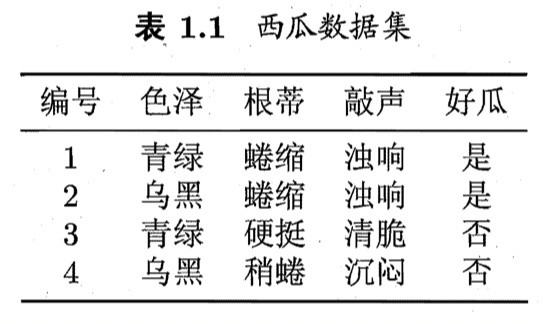 表 1.1 西瓜数据集
编号 色泽 根蒂 敲声 好瓜
1 青绿 蜷缩 浊响 是
2 乌黑 蜷缩 浊响 是
3 青绿 硬挺 清脆 否
4 乌黑 稍蜷 沉闷 否